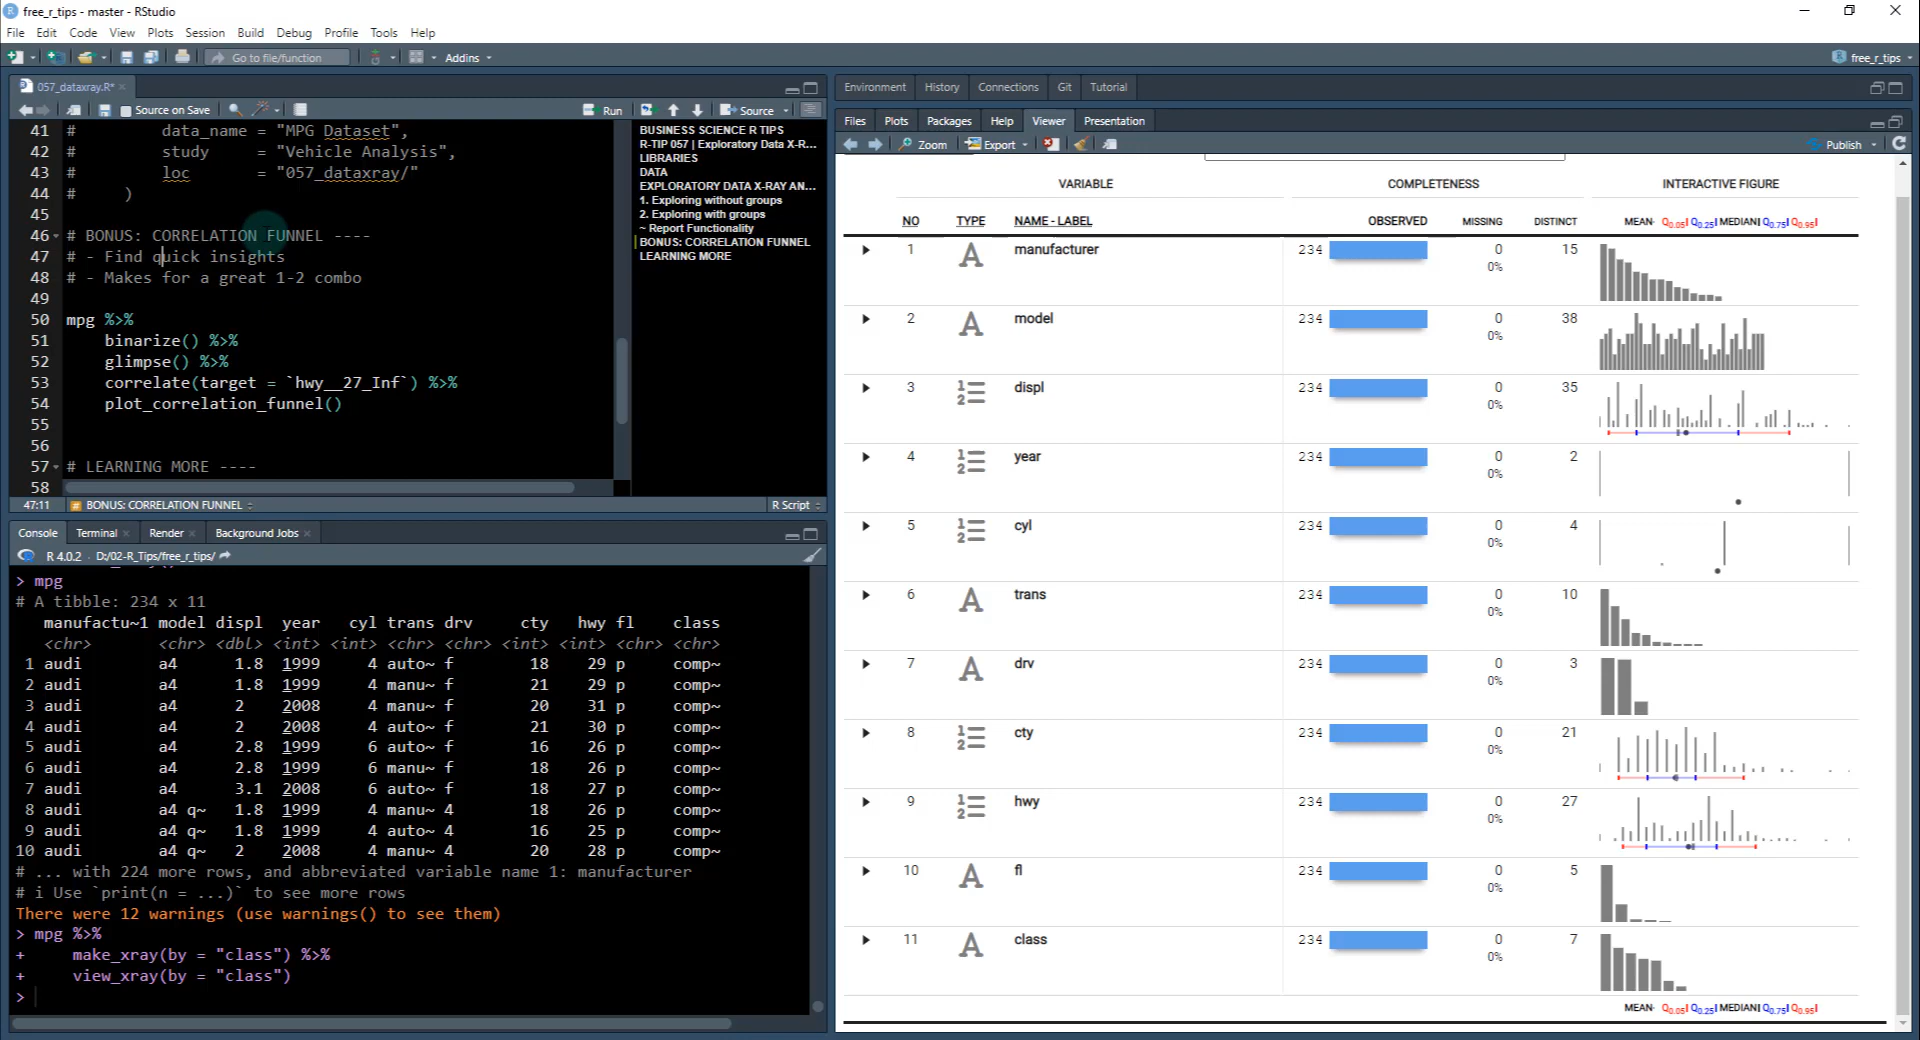 free_r_tips - master - RStudio
File Edit Code View Plots Session Build Debug Profile Tools Help
Go to file/function Addins free_r_tips
057_dataxray.R*
Source on Save Run Source
41 # data_name = "MPG Dataset",
42 # study = "Vehicle Analysis",
43 # loc = "057_dataxray/"
44 # )
45
46 # BONUS: CORRELATION FUNNEL ----
47 # - Find quick insights
48 # - Makes for a great 1-2 combo
49
50 mpg %>%
51 binarize() %>%
52 glimpse() %>%
53 correlate(target = `hwy__27_Inf`) %>%
54 plot_correlation_funnel()
55
56
57 # LEARNING MORE ----
58
BUSINESS SCIENCE R TIPS
R-TIP 057 | Exploratory Data X-R...
LIBRARIES
DATA
EXPLORATORY DATA X-RAY AN...
1. Exploring without groups
2. Exploring with groups
~ Report Functionality
BONUS: CORRELATION FUNNEL
LEARNING MORE
47:11 # BONUS: CORRELATION FUNNEL R Script
Console Terminal Render Background Jobs
R 4.0.2 · D:/02-R_Tips/free_r_tips/
> mpg
# A tibble: 234 x 11
manufactu~1 model displ year cyl trans drv cty hwy fl class
<chr> <chr> <dbl> <int> <int> <chr> <chr> <int> <int> <chr> <chr>
1 audi a4 1.8 1999 4 auto~ f 18 29 p comp~
2 audi a4 1.8 1999 4 manu~ f 21 29 p comp~
3 audi a4 2 2008 4 manu~ f 20 31 p comp~
4 audi a4 2 2008 4 auto~ f 21 30 p comp~
5 audi a4 2.8 1999 6 auto~ f 16 26 p comp~
6 audi a4 2.8 1999 6 manu~ f 18 26 p comp~
7 audi a4 3.1 2008 6 auto~ f 18 27 p comp~
8 audi a4 q~ 1.8 1999 4 manu~ 4 18 26 p comp~
9 audi a4 q~ 1.8 1999 4 auto~ 4 16 25 p comp~
10 audi a4 q~ 2 2008 4 manu~ 4 20 28 p comp~
# ... with 224 more rows, and abbreviated variable name 1: manufacturer
# i Use `print(n = ...)` to see more rows
There were 12 warnings (use warnings() to see them)
> mpg %>%
+ make_xray(by = "class") %>%
+ view_xray(by = "class")
>
Environment History Connections Git Tutorial
Files Plots Packages Help Viewer Presentation
Zoom Export Publish
VARIABLE COMPLETENESS INTERACTIVE FIGURE
NO TYPE NAME - LABEL OBSERVED MISSING DISTINCT MEAN· Q0.05| Q0.25| MEDIAN| Q0.75| Q0.95|
1 A manufacturer 234 0 15
0%
2 A model 234 0 38
0%
3 displ 234 0 35
0%
4 year 234 0 2
0%
5 cyl 234 0 4
0%
6 A trans 234 0 10
0%
7 A drv 234 0 3
0%
8 cty 234 0 21
0%
9 hwy 234 0 27
0%
10 A fl 234 0 5
0%
11 A class 234 0 7
0%
MEAN· Q0.05| Q0.25| MEDIAN| Q0.75| Q0.95|